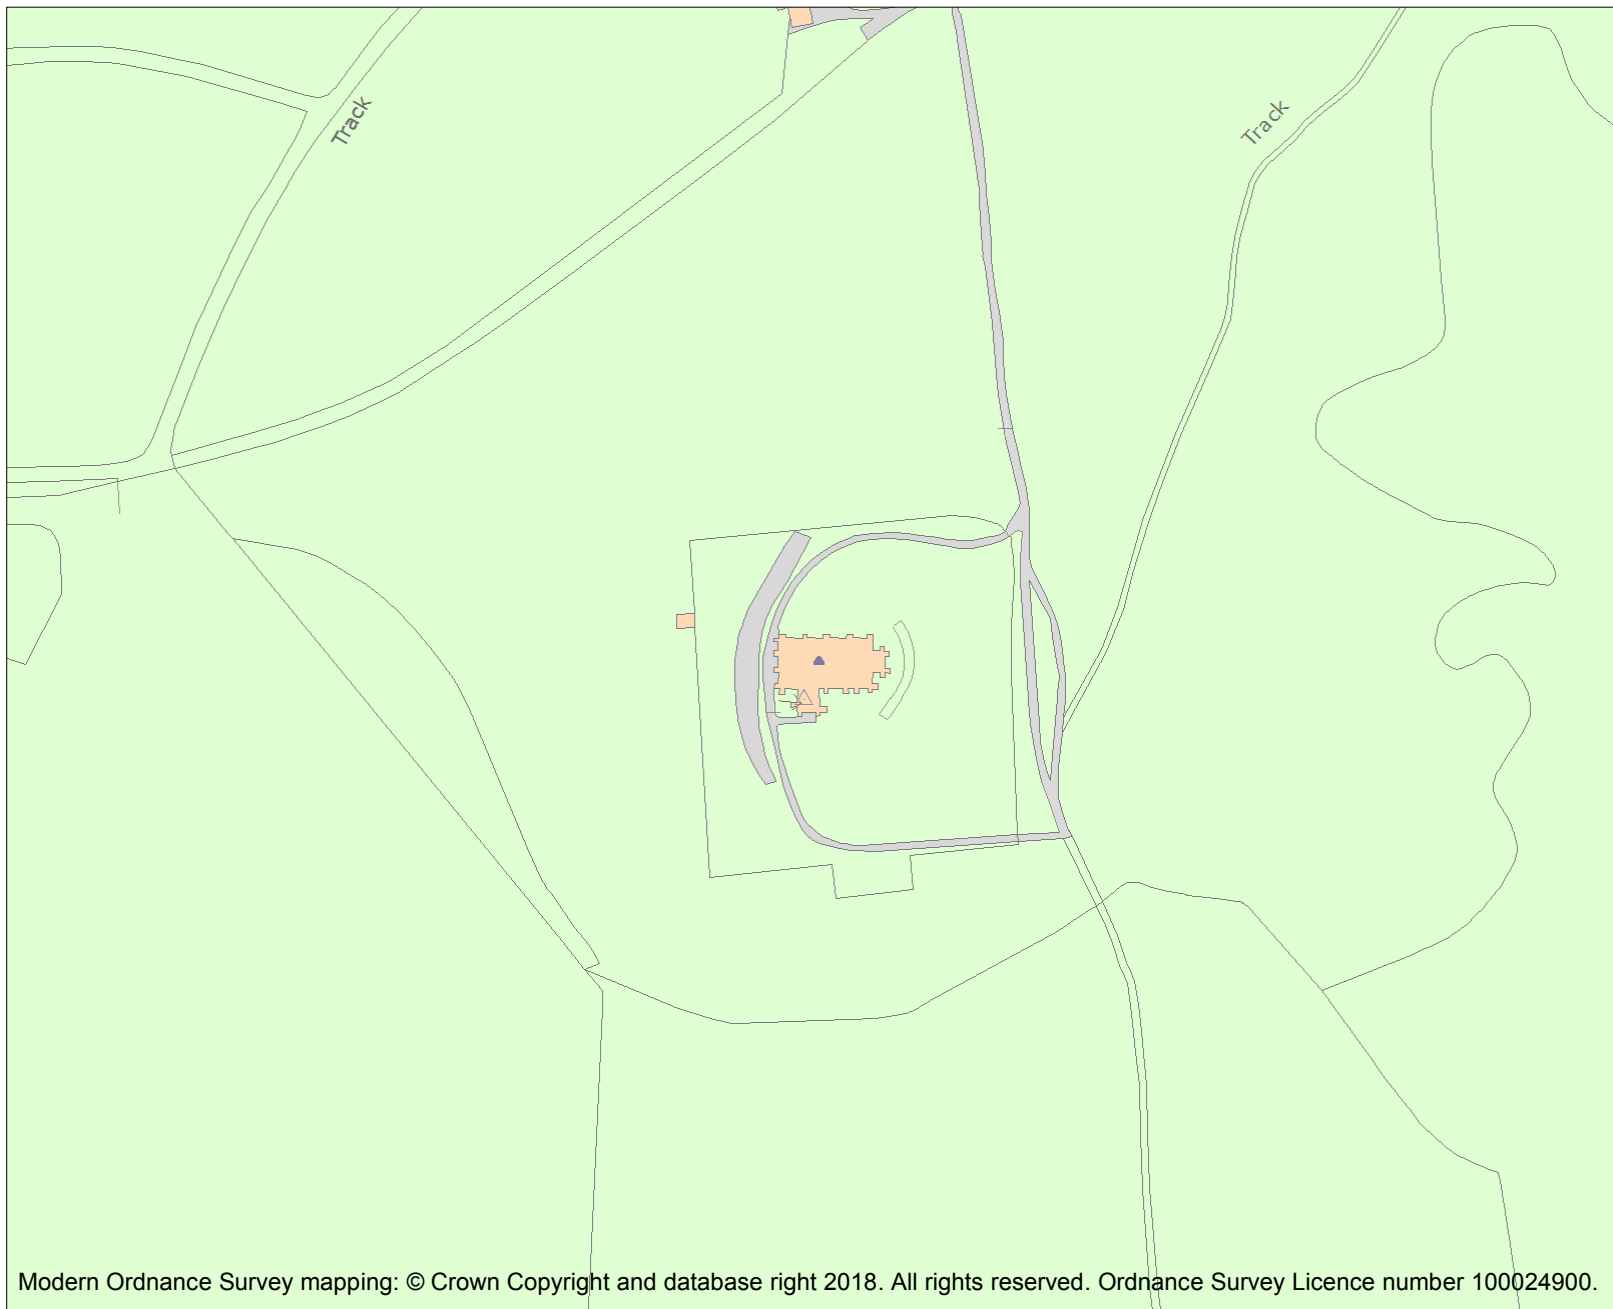 Track
Track
Modern Ordnance Survey mapping: © Crown Copyright and database right 2018. All rights reserved. Ordnance Survey Licence number 100024900.